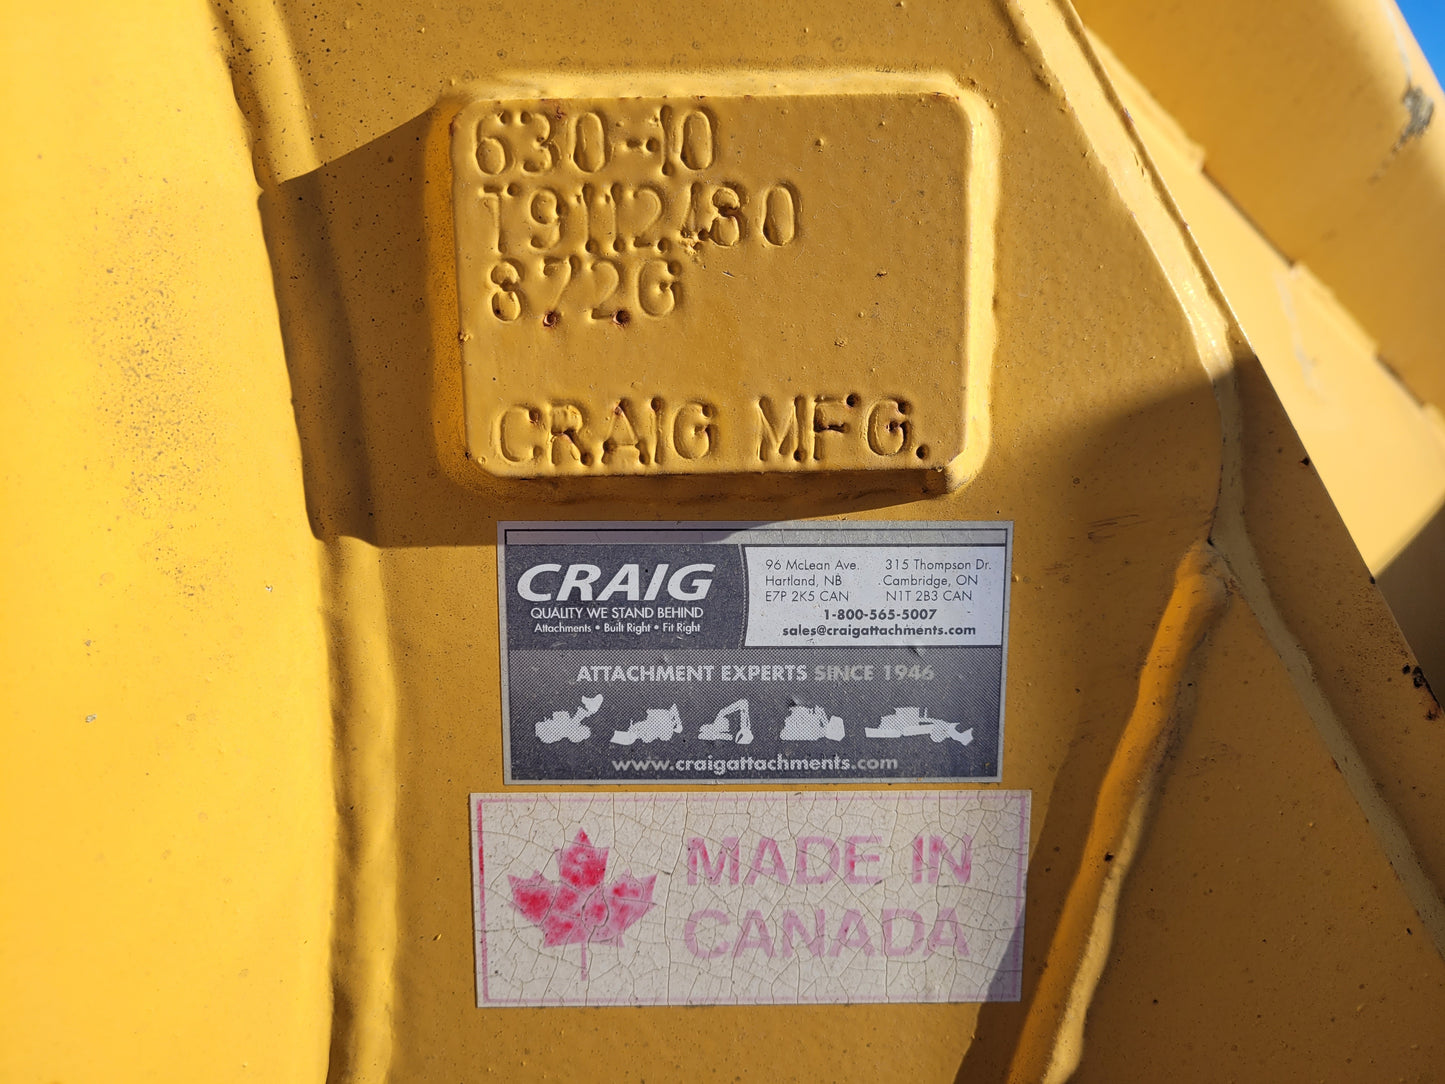 630-10
T9112480
872G
CRAIG MFG.
CRAIG
QUALITY WE STAND BEHIND
Attachments • Built Right • Fit Right
96 McLean Ave.
Hartland, NB
E7P 2K5 CAN
315 Thompson Dr.
Cambridge, ON
N1T 2B3 CAN
1-800-565-5007
sales@craigattachments.com
ATTACHMENT EXPERTS SINCE 1946
www.craigattachments.com
MADE IN
CANADA